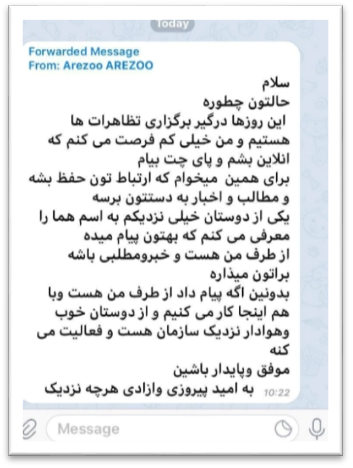 Today
Forwarded Message
From: Arezoo AREZOO
سلام
حالتون چطوره
این روزها درگیر برگزاری تظاهرات ها
هستیم و من خیلی کم فرصت می کنم که
انلاین بشم و پای چت بیام
برای همین میخوام که ارتباط تون حفظ بشه
و مطالب و اخبار به دستتون برسه
یکی از دوستان خیلی نزدیکم به اسم هما را
معرفی می کنم که بهتون پیام میده
از طرف من هست و خبرومطلبی باشه
براتون میذاره
بدونین اگه پیام داد از طرف من هست وبا
هم اینجا کار می کنیم و از دوستان خوب
وهوادار نزدیک سازمان هست و فعالیت می
کنه
موفق وپایدار باشین
به امید پیروزی وازادی هرچه نزدیک
10:22
Message